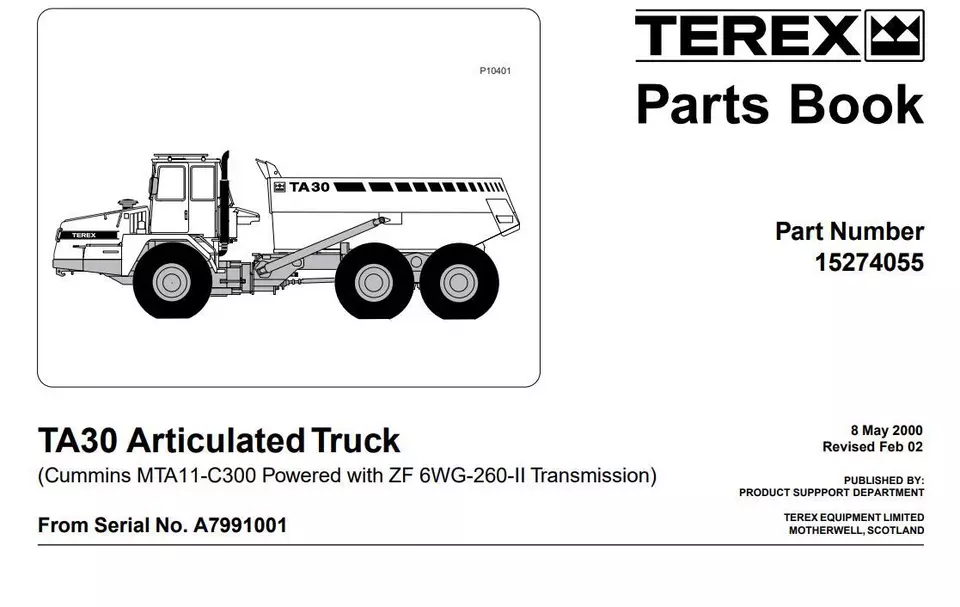 P10401
TA30
TEREX
TEREX
Parts Book
Part Number
15274055
TA30 Articulated Truck
(Cummins MTA11-C300 Powered with ZF 6WG-260-II Transmission)
From Serial No. A7991001
8 May 2000
Revised Feb 02
PUBLISHED BY:
PRODUCT SUPPPORT DEPARTMENT
TEREX EQUIPMENT LIMITED
MOTHERWELL, SCOTLAND